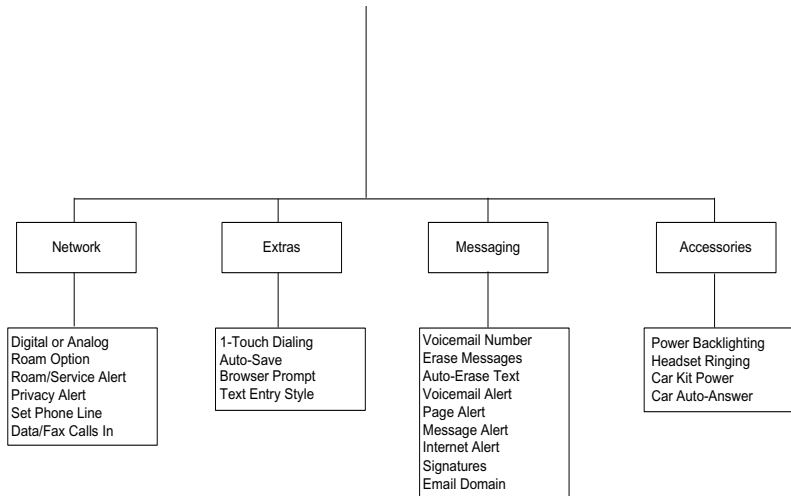 Network
Extras
Messaging
Accessories
Digital or Analog
Roam Option
Roam/Service Alert
Privacy Alert
Set Phone Line
Data/Fax Calls In
1-Touch Dialing
Auto-Save
Browser Prompt
Text Entry Style
Voicemail Number
Erase Messages
Auto-Erase Text
Voicemail Alert
Page Alert
Message Alert
Internet Alert
Signatures
Email Domain
Power Backlighting
Headset Ringing
Car Kit Power
Car Auto-Answer